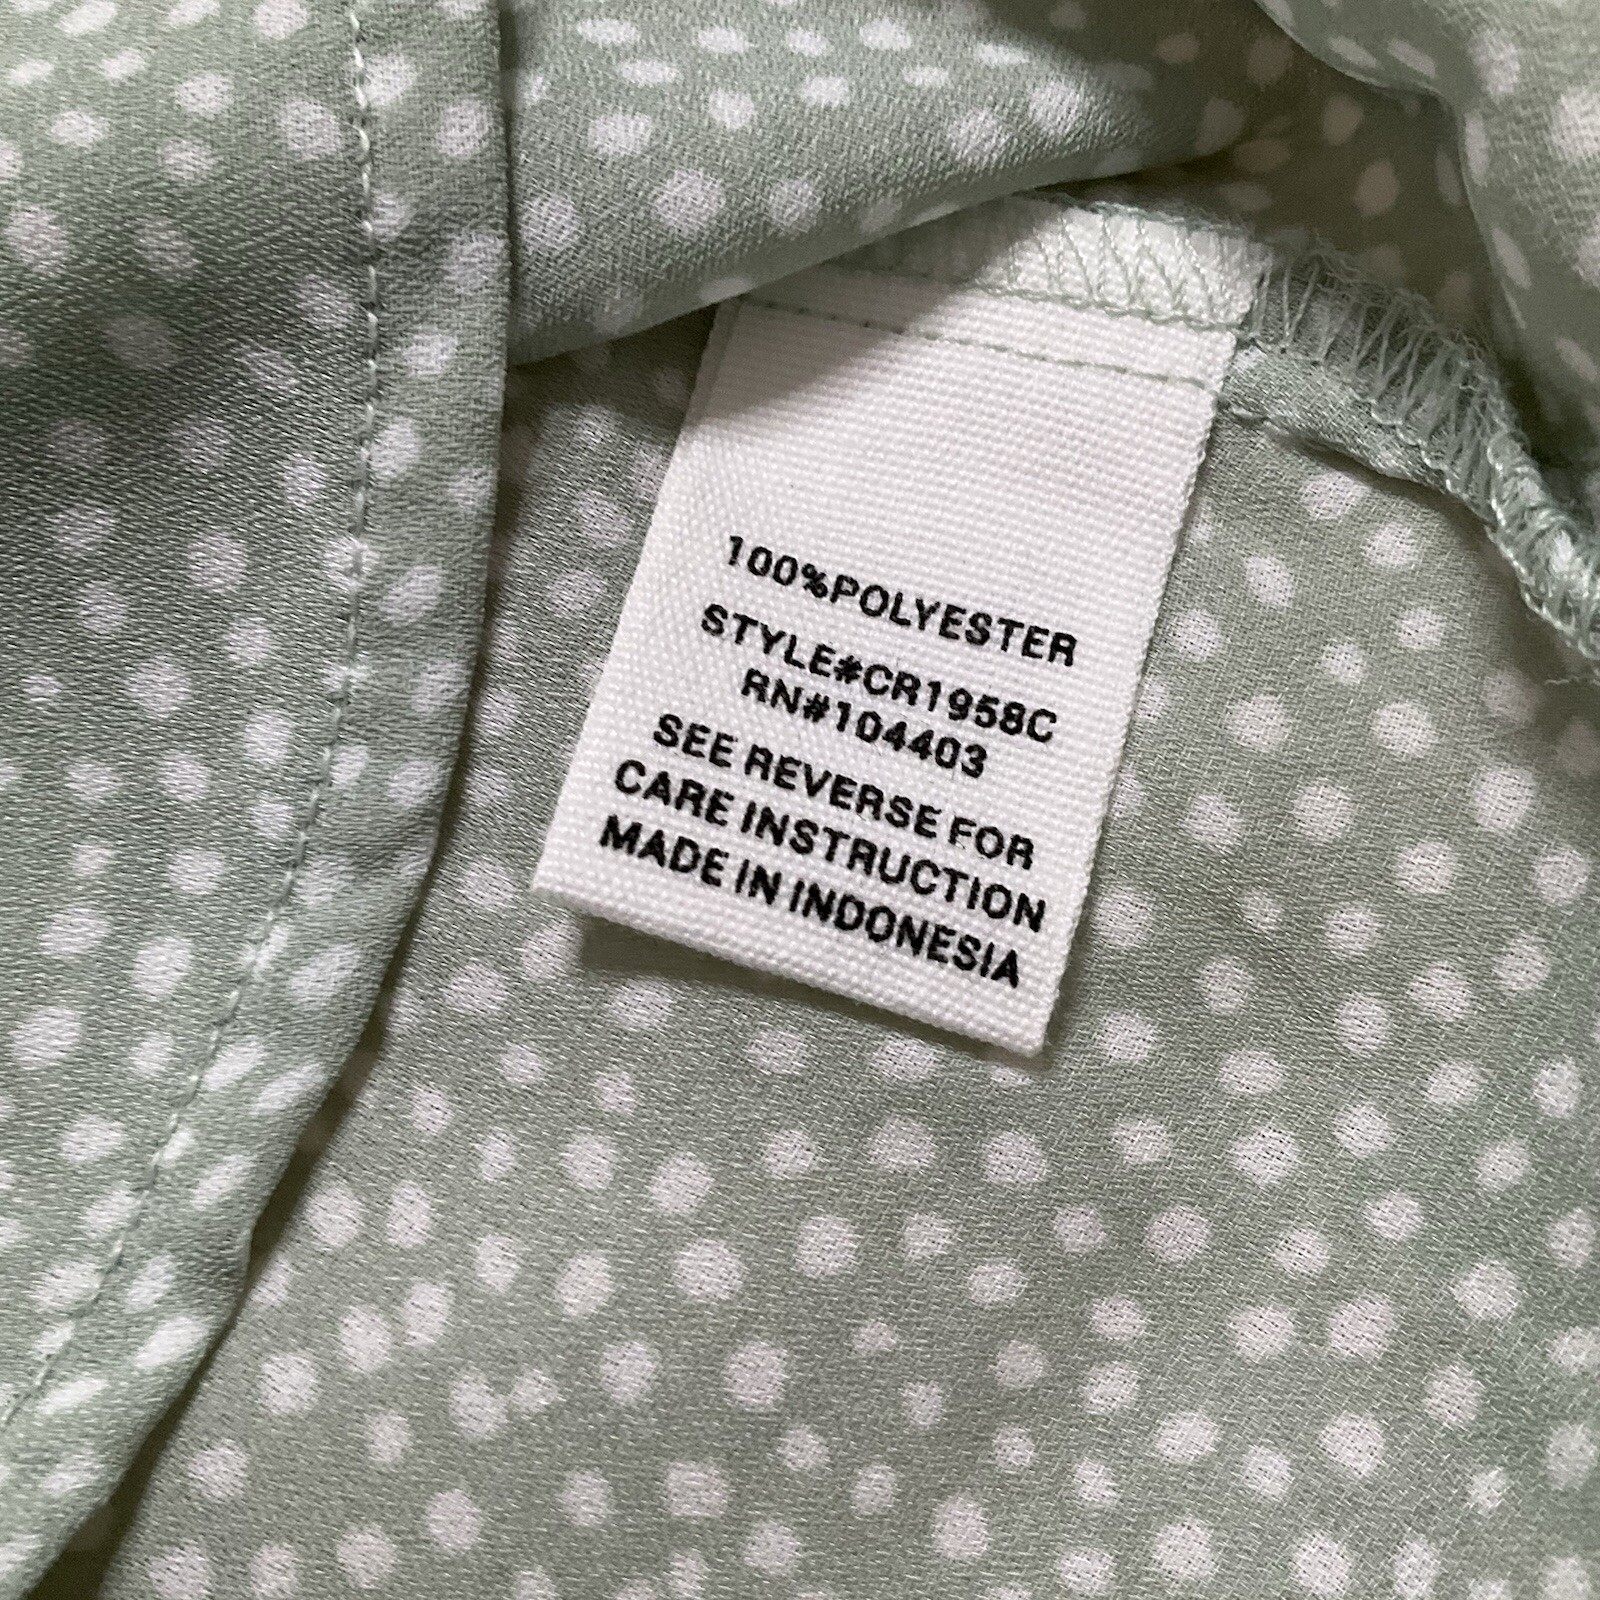 100%POLYESTER
STYLE#CR1958C
RN#104403
SEE REVERSE FOR
CARE INSTRUCTION
MADE IN INDONESIA